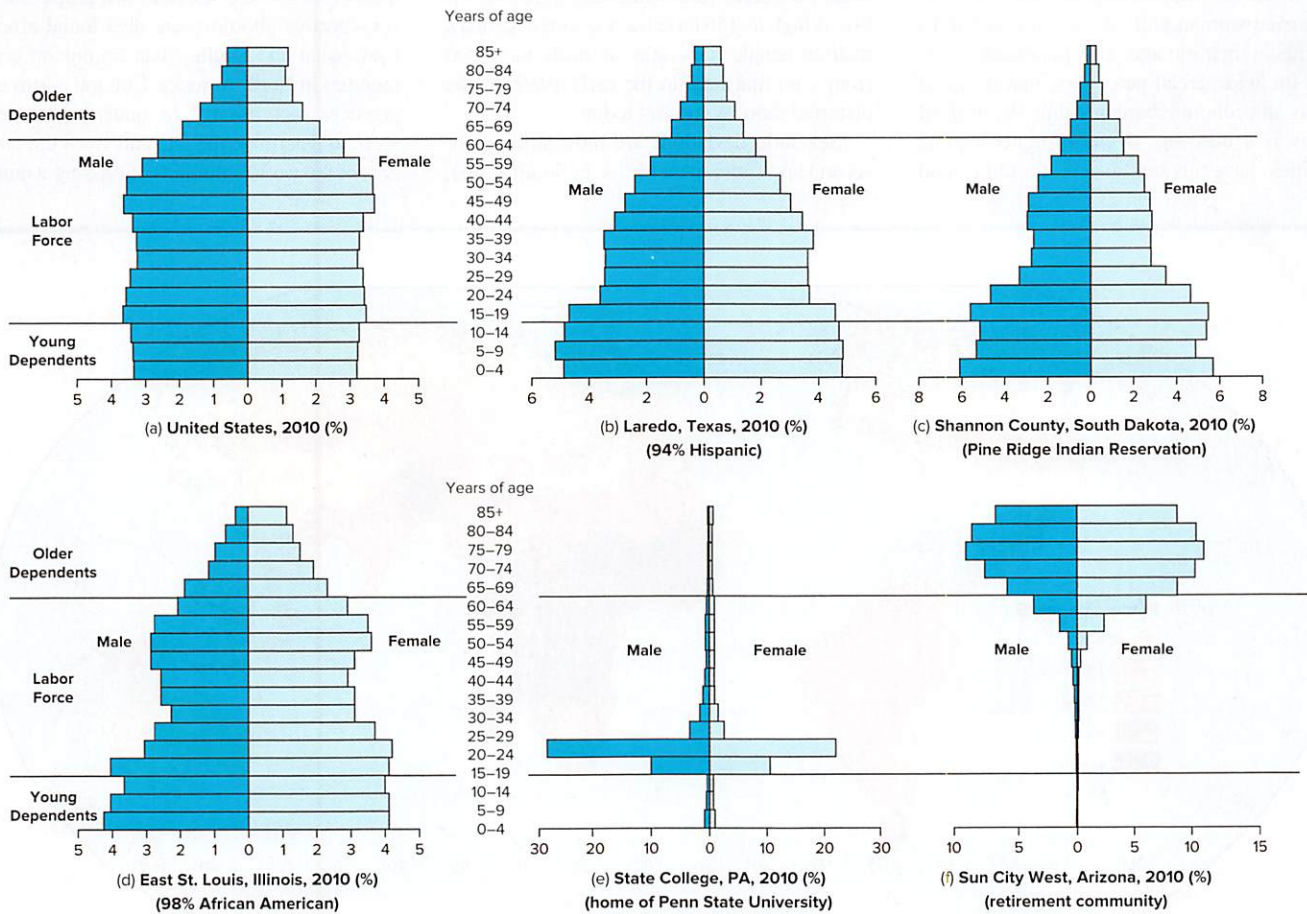 Years of age
85+
80–84
75–79
70–74
65–69
60–64
55–59
50–54
45–49
40–44
35–39
30–34
25–29
20–24
15–19
10–14
5–9
0–4
Older
Dependents
Male
Female
Labor
Force
Young
Dependents
5 4 3 2 1 0 1 2 3 4 5
(a) United States, 2010 (%)
Male
Female
6 4 2 0 2 4 6
(b) Laredo, Texas, 2010 (%)
(94% Hispanic)
Male
Female
8 6 4 2 0 2 4 6 8
(c) Shannon County, South Dakota, 2010 (%)
(Pine Ridge Indian Reservation)
Years of age
85+
80–84
75–79
70–74
65–69
60–64
55–59
50–54
45–49
40–44
35–39
30–34
25–29
20–24
15–19
10–14
5–9
0–4
Older
Dependents
Male
Female
Labor
Force
Young
Dependents
5 4 3 2 1 0 1 2 3 4 5
(d) East St. Louis, Illinois, 2010 (%)
(98% African American)
Male
Female
30 20 10 0 10 20 30
(e) State College, PA, 2010 (%)
(home of Penn State University)
Male
Female
10 5 0 5 10 15
(f) Sun City West, Arizona, 2010 (%)
(retirement community)